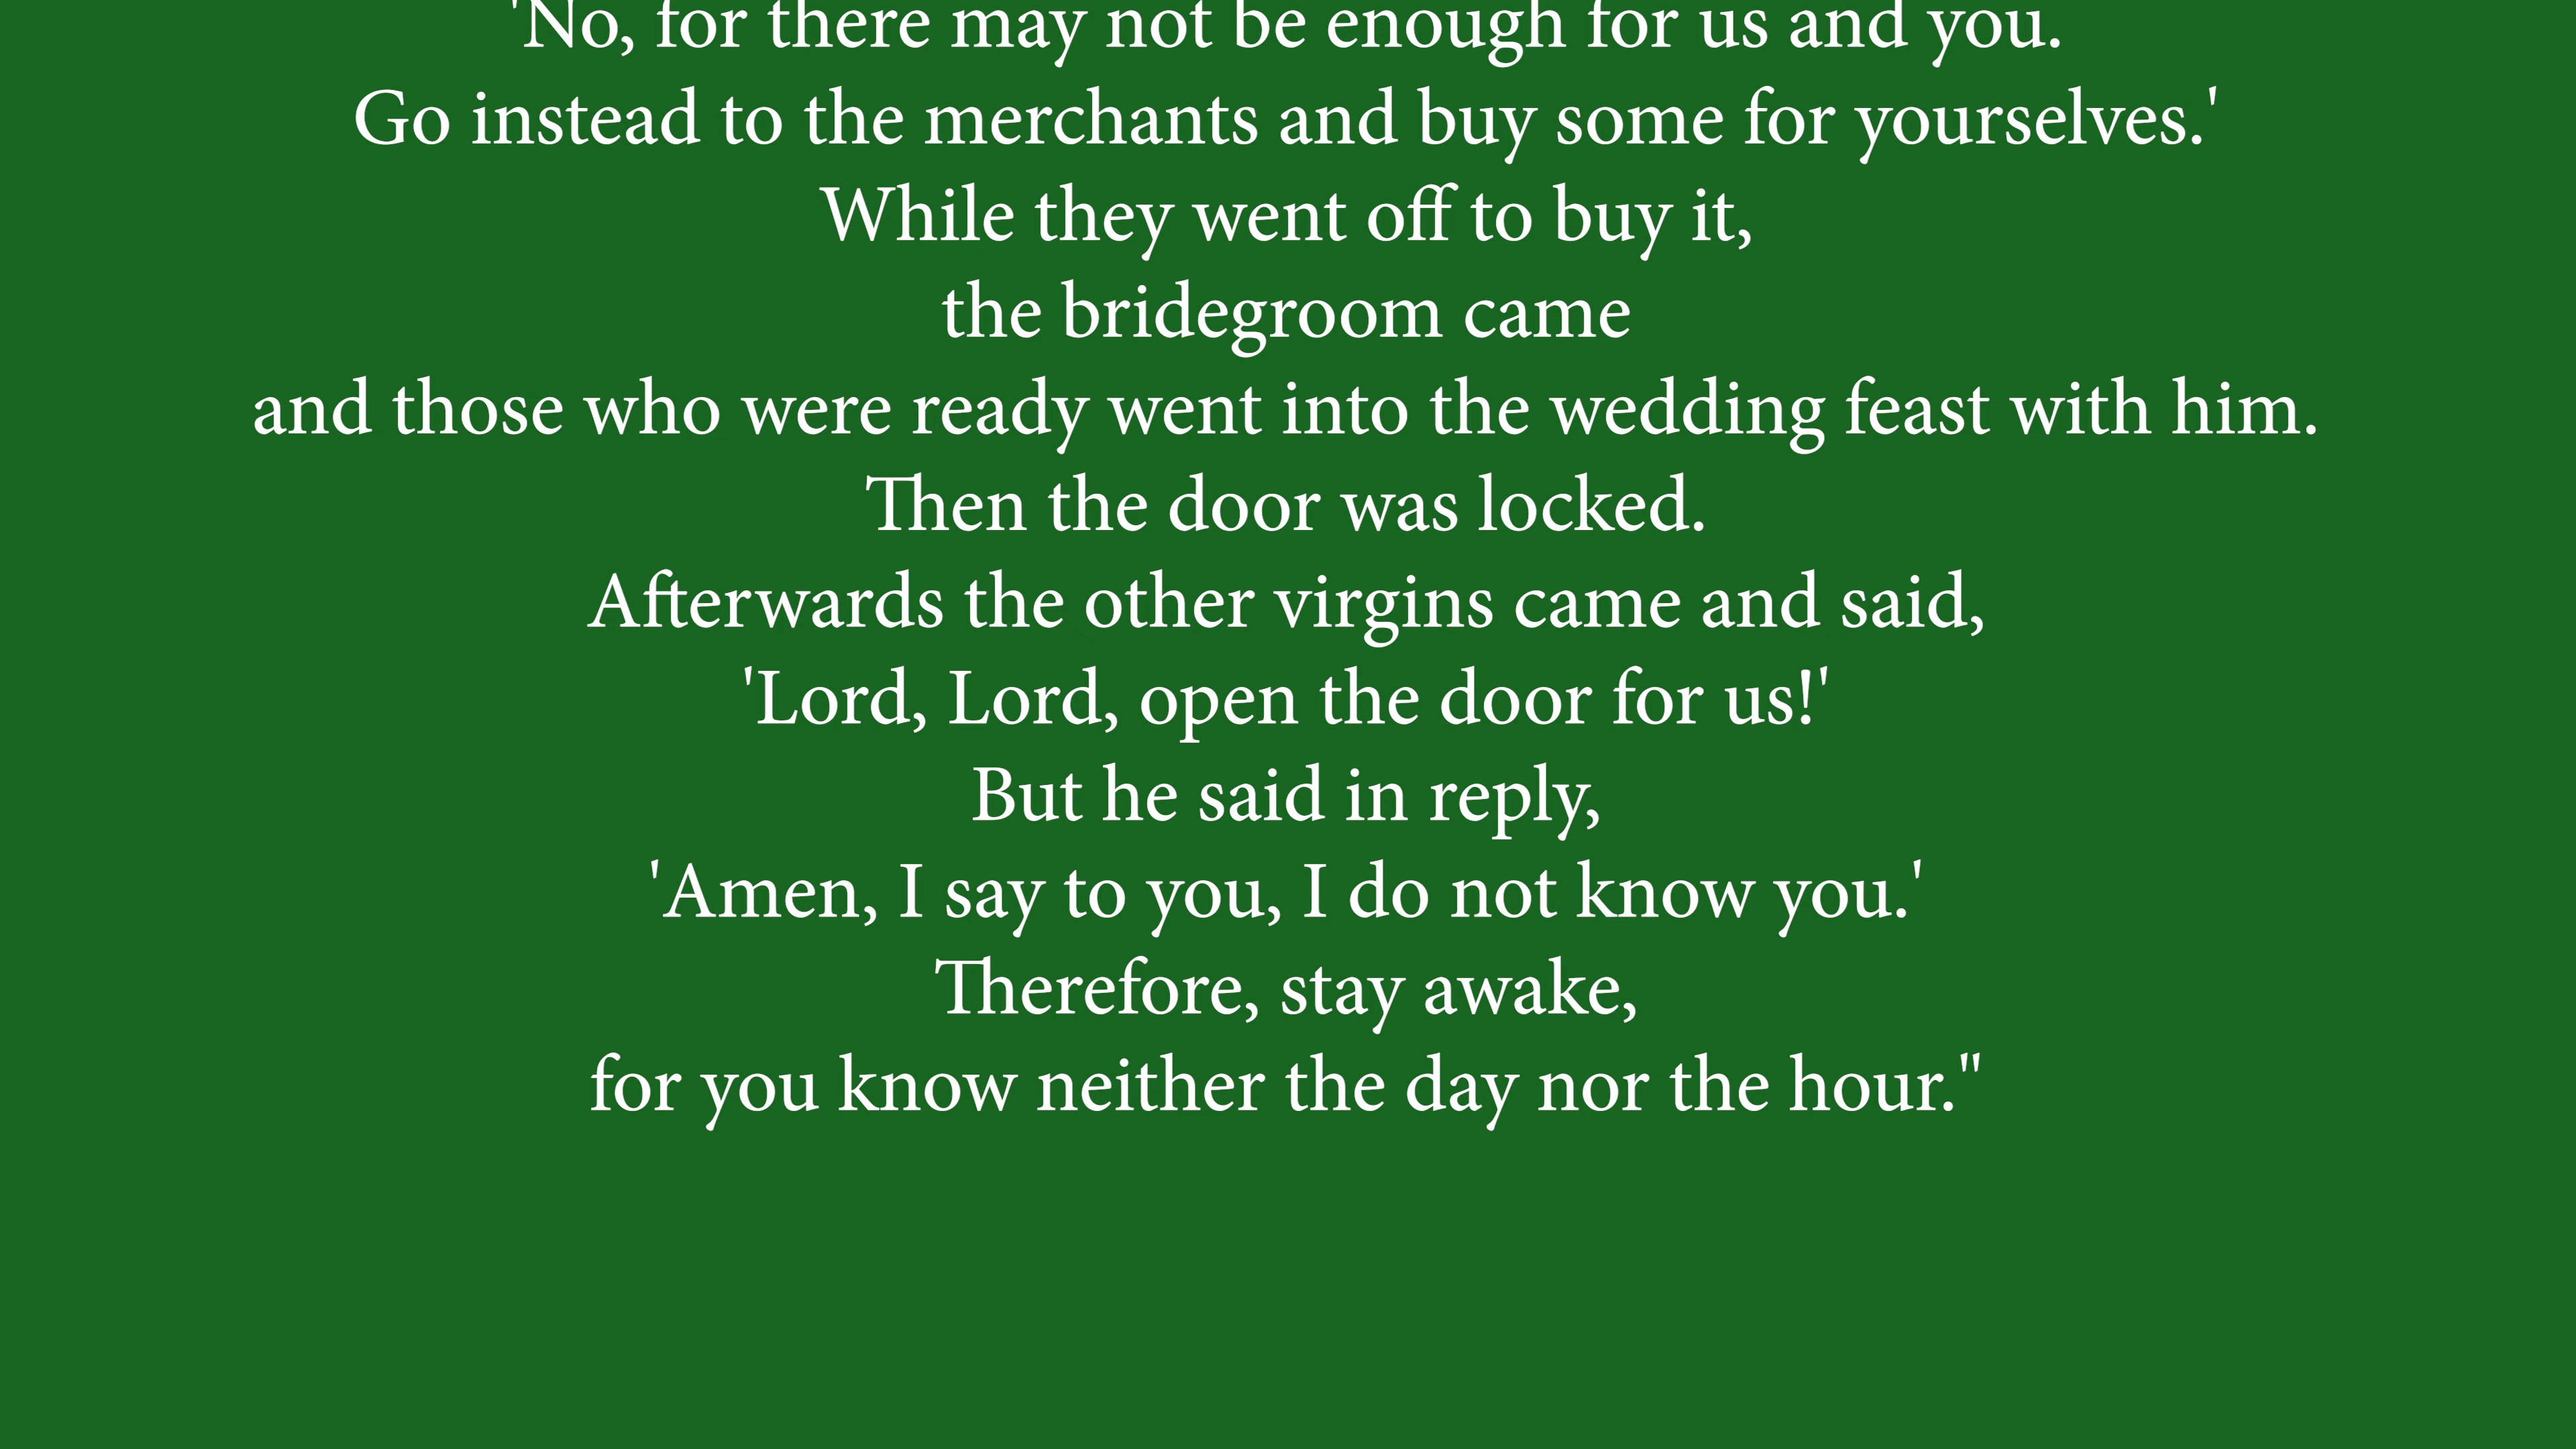 'No, for there may not be enough for us and you.
Go instead to the merchants and buy some for yourselves.'
While they went off to buy it,
the bridegroom came
and those who were ready went into the wedding feast with him.
Then the door was locked.
Afterwards the other virgins came and said,
'Lord, Lord, open the door for us!'
But he said in reply,
'Amen, I say to you, I do not know you.'
Therefore, stay awake,
for you know neither the day nor the hour."